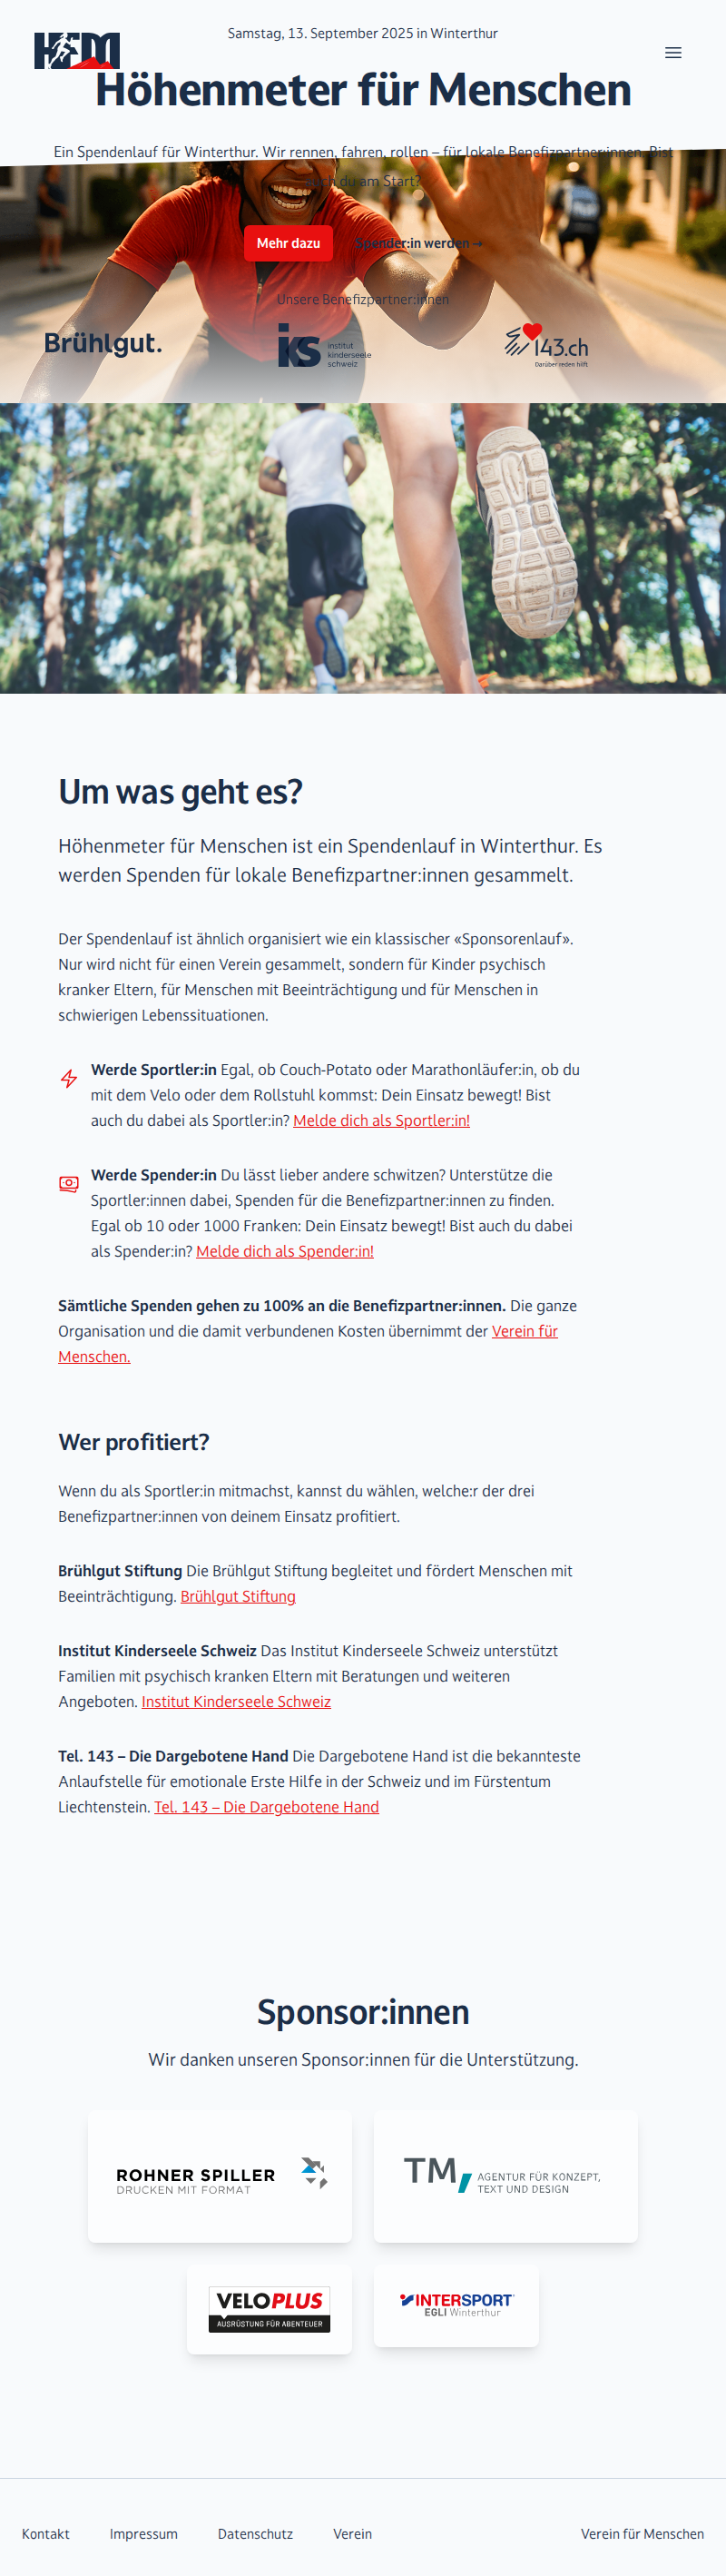 Samstag, 13. September 2025 in Winterthur
HFM
Höhenmeter für Menschen
Ein Spendenlauf für Winterthur. Wir rennen, fahren, rollen – für lokale Benefizpartner:innen. Bist
du am Start?
Mehr dazu
Spender:in werden →
Unsere Benefizpartner:innen
Brühlgut.
is institut
kinderseele
schweiz
143.ch
Darüber reden hilft
Um was geht es?
Höhenmeter für Menschen ist ein Spendenlauf in Winterthur. Es
werden Spenden für lokale Benefizpartner:innen gesammelt.
Der Spendenlauf ist ähnlich organisiert wie ein klassischer «Sponsorenlauf».
Nur wird nicht für einen Verein gesammelt, sondern für Kinder psychisch
kranker Eltern, für Menschen mit Beeinträchtigung und für Menschen in
schwierigen Lebenssituationen.
Werde Sportler:in Egal, ob Couch-Potato oder Marathonläufer:in, ob du
mit dem Velo oder dem Rollstuhl kommst: Dein Einsatz bewegt! Bist
auch du dabei als Sportler:in? Melde dich als Sportler:in!
Werde Spender:in Du lässt lieber andere schwitzen? Unterstütze die
Sportler:innen dabei, Spenden für die Benefizpartner:innen zu finden.
Egal ob 10 oder 1000 Franken: Dein Einsatz bewegt! Bist auch du dabei
als Spender:in? Melde dich als Spender:in!
Sämtliche Spenden gehen zu 100% an die Benefizpartner:innen. Die ganze
Organisation und die damit verbundenen Kosten übernimmt der Verein für
Menschen.
Wer profitiert?
Wenn du als Sportler:in mitmachst, kannst du wählen, welche:r der drei
Benefizpartner:innen von deinem Einsatz profitiert.
Brühlgut Stiftung Die Brühlgut Stiftung begleitet und fördert Menschen mit
Beeinträchtigung. Brühlgut Stiftung
Institut Kinderseele Schweiz Das Institut Kinderseele Schweiz unterstützt
Familien mit psychisch kranken Eltern mit Beratungen und weiteren
Angeboten. Institut Kinderseele Schweiz
Tel. 143 – Die Dargebotene Hand Die Dargebotene Hand ist die bekannteste
Anlaufstelle für emotionale Erste Hilfe in der Schweiz und im Fürstentum
Liechtenstein. Tel. 143 – Die Dargebotene Hand
Sponsor:innen
Wir danken unseren Sponsor:innen für die Unterstützung.
ROHNER SPILLER
DRUCKEN MIT FORMAT
TM AGENTUR FÜR KONZEPT,
TEXT UND DESIGN
VELOPLUS
AUSRÜSTUNG FÜR ABENTEUER
INTERSPORT
EGLI Winterthur
Kontakt Impressum Datenschutz Verein Verein für Menschen